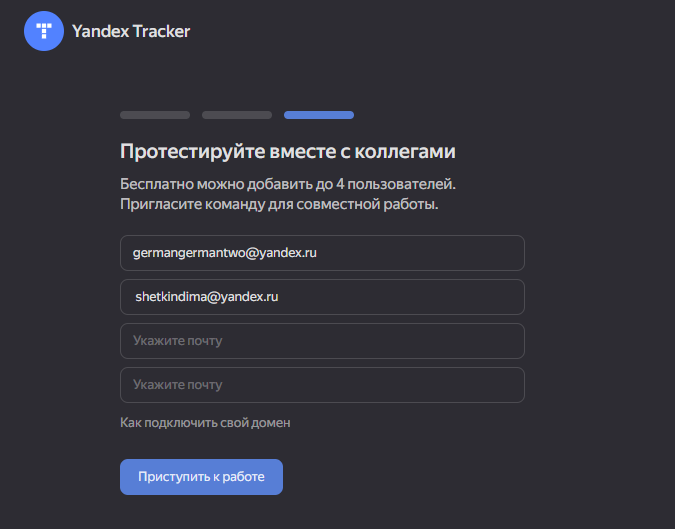 Yandex Tracker
Протестируйте вместе с коллегами
Бесплатно можно добавить до 4 пользователей.
Пригласите команду для совместной работы.
germangermantwo@yandex.ru
shetkindima@yandex.ru
Укажите почту
Укажите почту
Как подключить свой домен
Приступить к работе